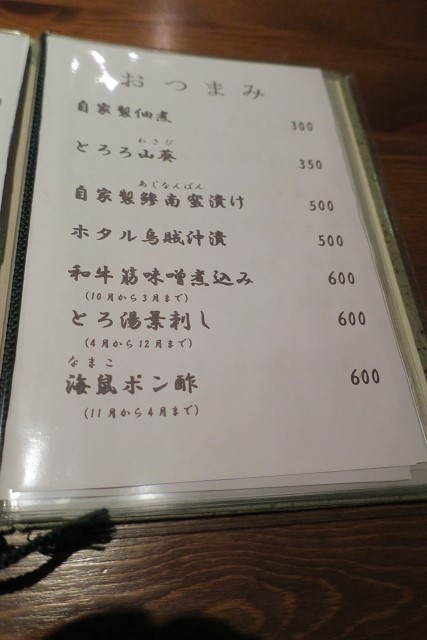 おつまみ
自家製佃煮 300
わさび
とろろ山葵 350
あじなんばん
自家製鯵南蛮漬け 500
ホタル烏賊沖漬 500
和牛筋味噌煮込み 600
(10月から3月まで)
とろ湯葉刺し 600
(4月から12月まで)
なまこ
海鼠ポン酢 600
(11月から4月まで)